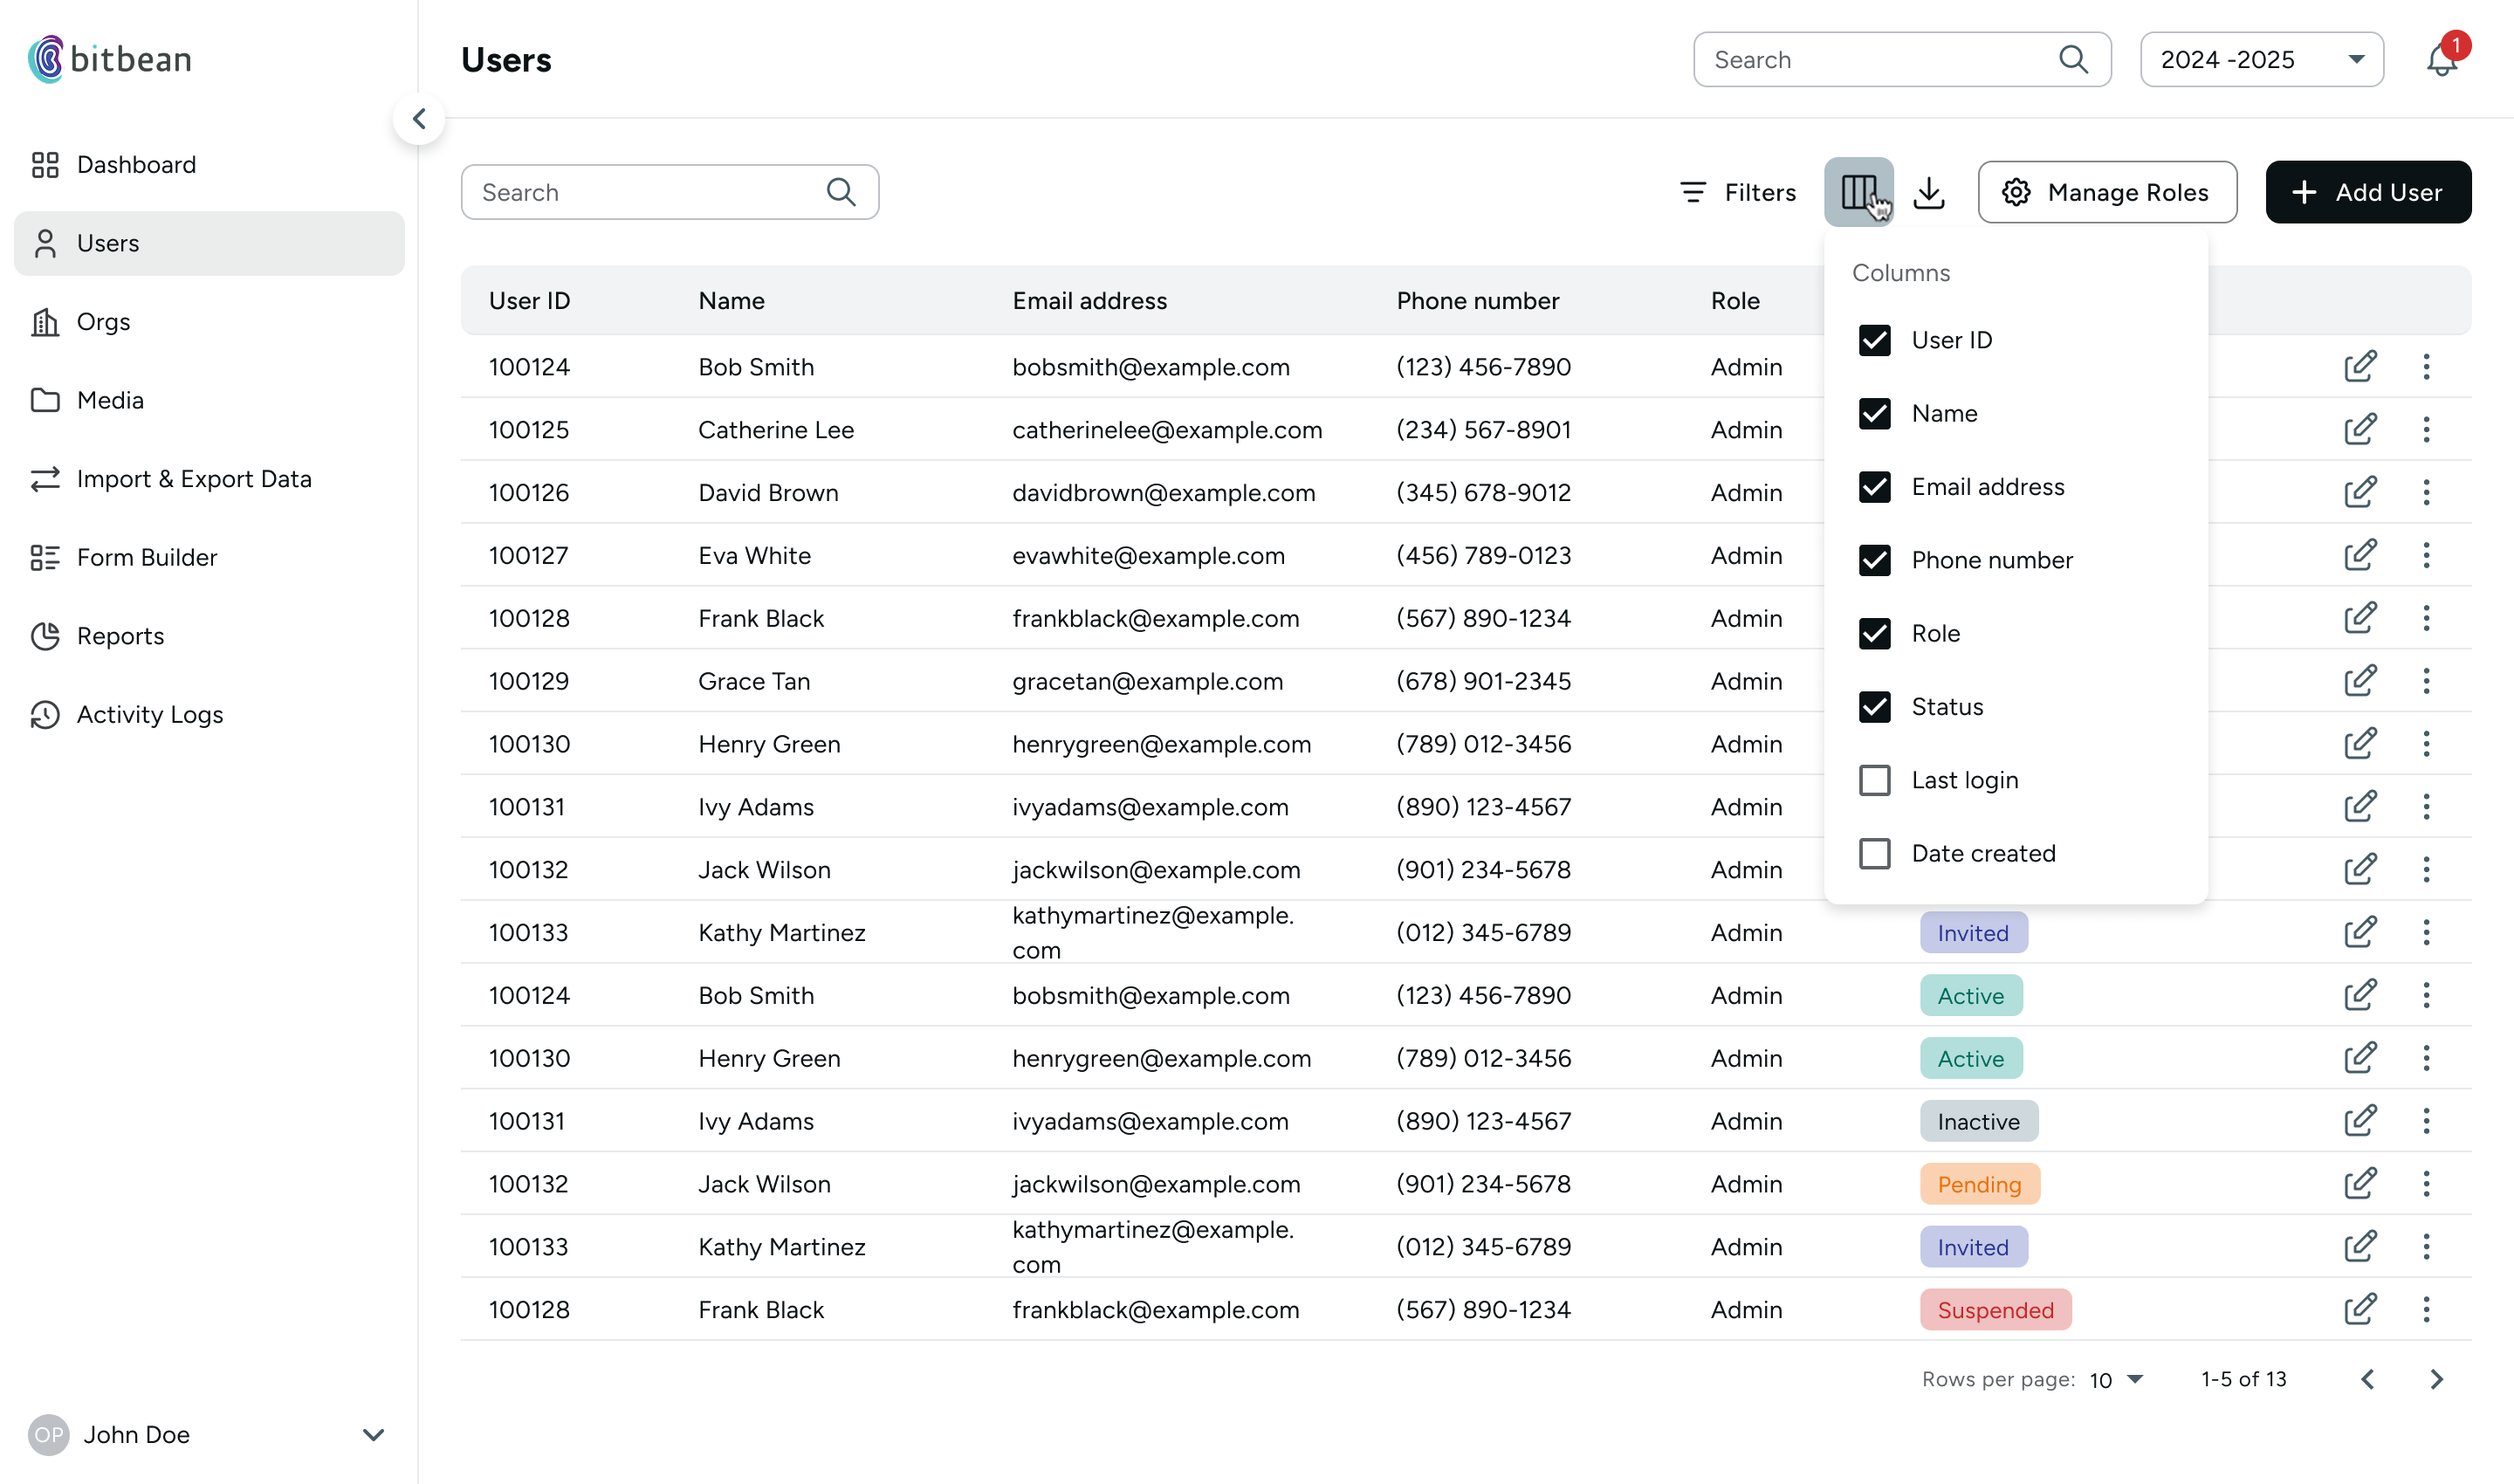 bitbean
Users
Search
2024 -2025
1
Dashboard
Users
Orgs
Media
Import & Export Data
Form Builder
Reports
Activity Logs
OP John Doe
Search
Filters
Manage Roles
Add User
User ID Name Email address Phone number Role
100124 Bob Smith bobsmith@example.com (123) 456-7890 Admin
100125 Catherine Lee catherinelee@example.com (234) 567-8901 Admin
100126 David Brown davidbrown@example.com (345) 678-9012 Admin
100127 Eva White evawhite@example.com (456) 789-0123 Admin
100128 Frank Black frankblack@example.com (567) 890-1234 Admin
100129 Grace Tan gracetan@example.com (678) 901-2345 Admin
100130 Henry Green henrygreen@example.com (789) 012-3456 Admin
100131 Ivy Adams ivyadams@example.com (890) 123-4567 Admin
100132 Jack Wilson jackwilson@example.com (901) 234-5678 Admin
100133 Kathy Martinez kathymartinez@example.
com (012) 345-6789 Admin Invited
100124 Bob Smith bobsmith@example.com (123) 456-7890 Admin Active
100130 Henry Green henrygreen@example.com (789) 012-3456 Admin Active
100131 Ivy Adams ivyadams@example.com (890) 123-4567 Admin Inactive
100132 Jack Wilson jackwilson@example.com (901) 234-5678 Admin Pending
100133 Kathy Martinez kathymartinez@example.
com (012) 345-6789 Admin Invited
100128 Frank Black frankblack@example.com (567) 890-1234 Admin Suspended
Columns
User ID
Name
Email address
Phone number
Role
Status
Last login
Date created
Rows per page: 10 1-5 of 13